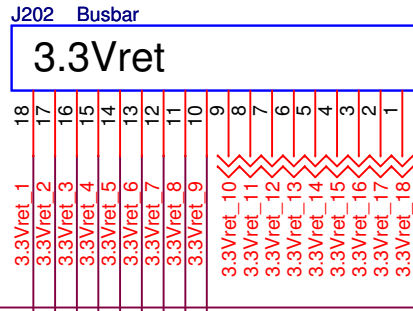 J202 Busbar
3.3Vret
18 17 16 15 14 13 12 11 10 9 8 7 6 5 4 3 2 1
3.3Vret_1
3.3Vret_2
3.3Vret_3
3.3Vret_4
3.3Vret_5
3.3Vret_6
3.3Vret_7
3.3Vret_8
3.3Vret_9
3.3Vret_10
3.3Vret_11
3.3Vret_12
3.3Vret_13
3.3Vret_14
3.3Vret_15
3.3Vret_16
3.3Vret_17
3.3Vret_18